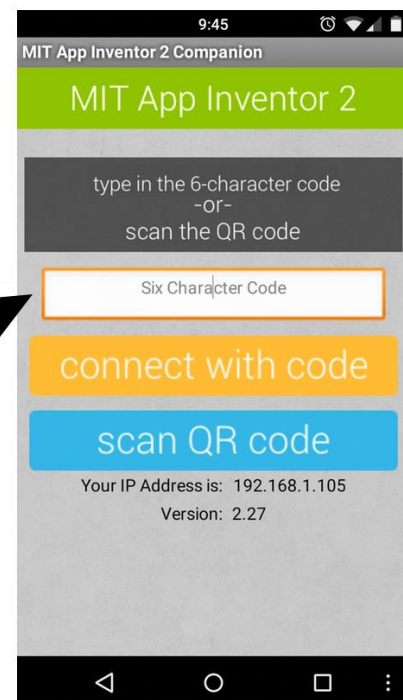 9:45
MIT App Inventor 2 Companion
MIT App Inventor 2
type in the 6-character code
-or-
scan the QR code
Six Character Code
connect with code
scan QR code
Your IP Address is: 192.168.1.105
Version: 2.27